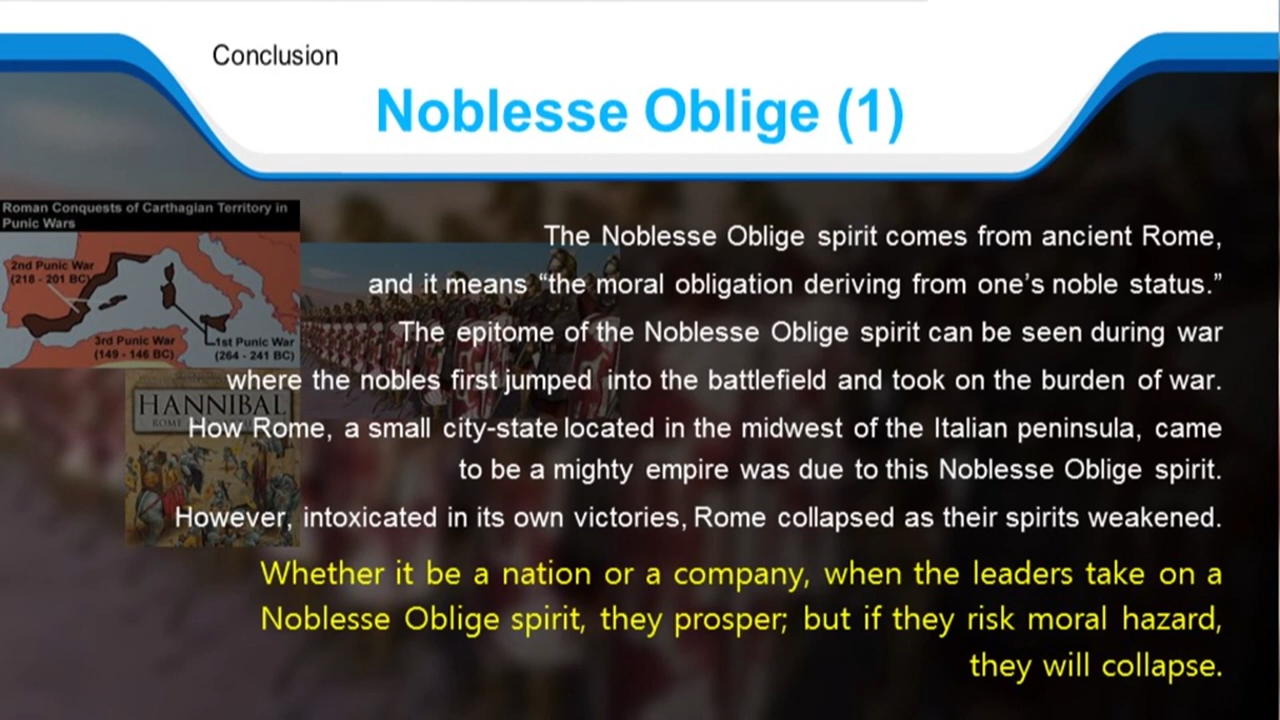 Conclusion
Noblesse Oblige (1)
Roman Conquests of Carthagian Territory in
Punic Wars
2nd Punic War
(218 - 201 BC)
3rd Punic War
(149 - 146 BC)
1st Punic War
(264 - 241 BC)
HANNIBAL
The Noblesse Oblige spirit comes from ancient Rome,
and it means “the moral obligation deriving from one’s noble status.”
The epitome of the Noblesse Oblige spirit can be seen during war
where the nobles first jumped into the battlefield and took on the burden of war.
How Rome, a small city-state located in the midwest of the Italian peninsula, came
to be a mighty empire was due to this Noblesse Oblige spirit.
However, intoxicated in its own victories, Rome collapsed as their spirits weakened.
Whether it be a nation or a company, when the leaders take on a
Noblesse Oblige spirit, they prosper; but if they risk moral hazard,
they will collapse.